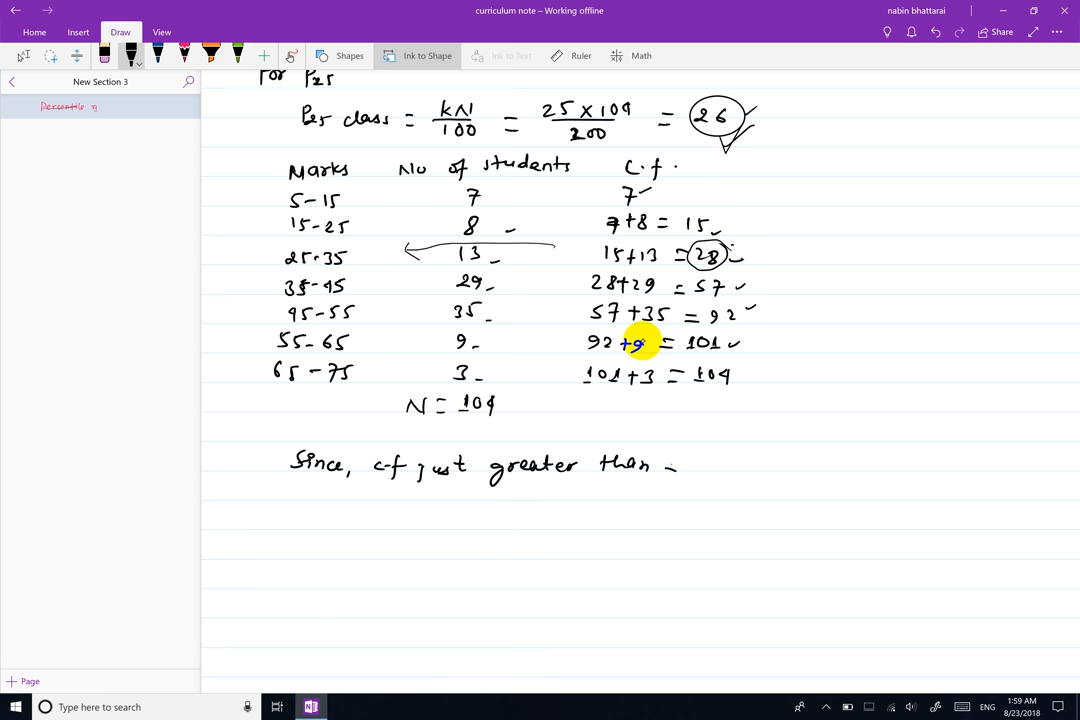 curriculum note – Working offline
nabin bhattarai
Home Insert Draw View
Share
Shapes Ink to Shape Ink to Text Ruler Math
New Section 3
Percentile n
For P25
P25 class = kN/100 = 25 × 104/100 = 26
Marks No of students C.f.
5-15 7 7
15-25 8 7+8 = 15
25-35 13 15+13 = 28
35-45 29 28+29 = 57
45-55 35 57+35 = 92
55-65 9 92+9 = 101
65-75 3 101+3 = 104
N = 104
Since, c-f just greater than
+ Page
Type here to search
ENG
1:59 AM
8/23/2018